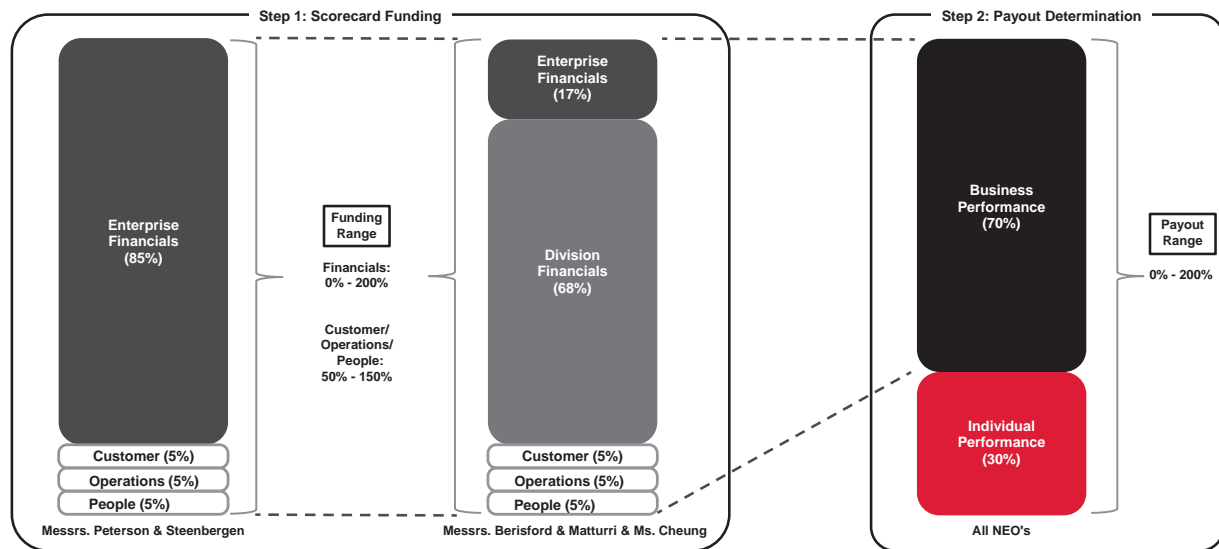 Step 1: Scorecard Funding
Enterprise
Financials
(85%)
Customer (5%)
Operations (5%)
People (5%)
Messrs. Peterson & Steenbergen
Funding
Range
Financials:
0% - 200%
Customer/
Operations/
People:
50% - 150%
Enterprise
Financials
(17%)
Division
Financials
(68%)
Customer (5%)
Operations (5%)
People (5%)
Messrs. Berisford & Matturri & Ms. Cheung
Step 2: Payout Determination
Business
Performance
(70%)
Individual
Performance
(30%)
All NEO's
Payout
Range
0% - 200%